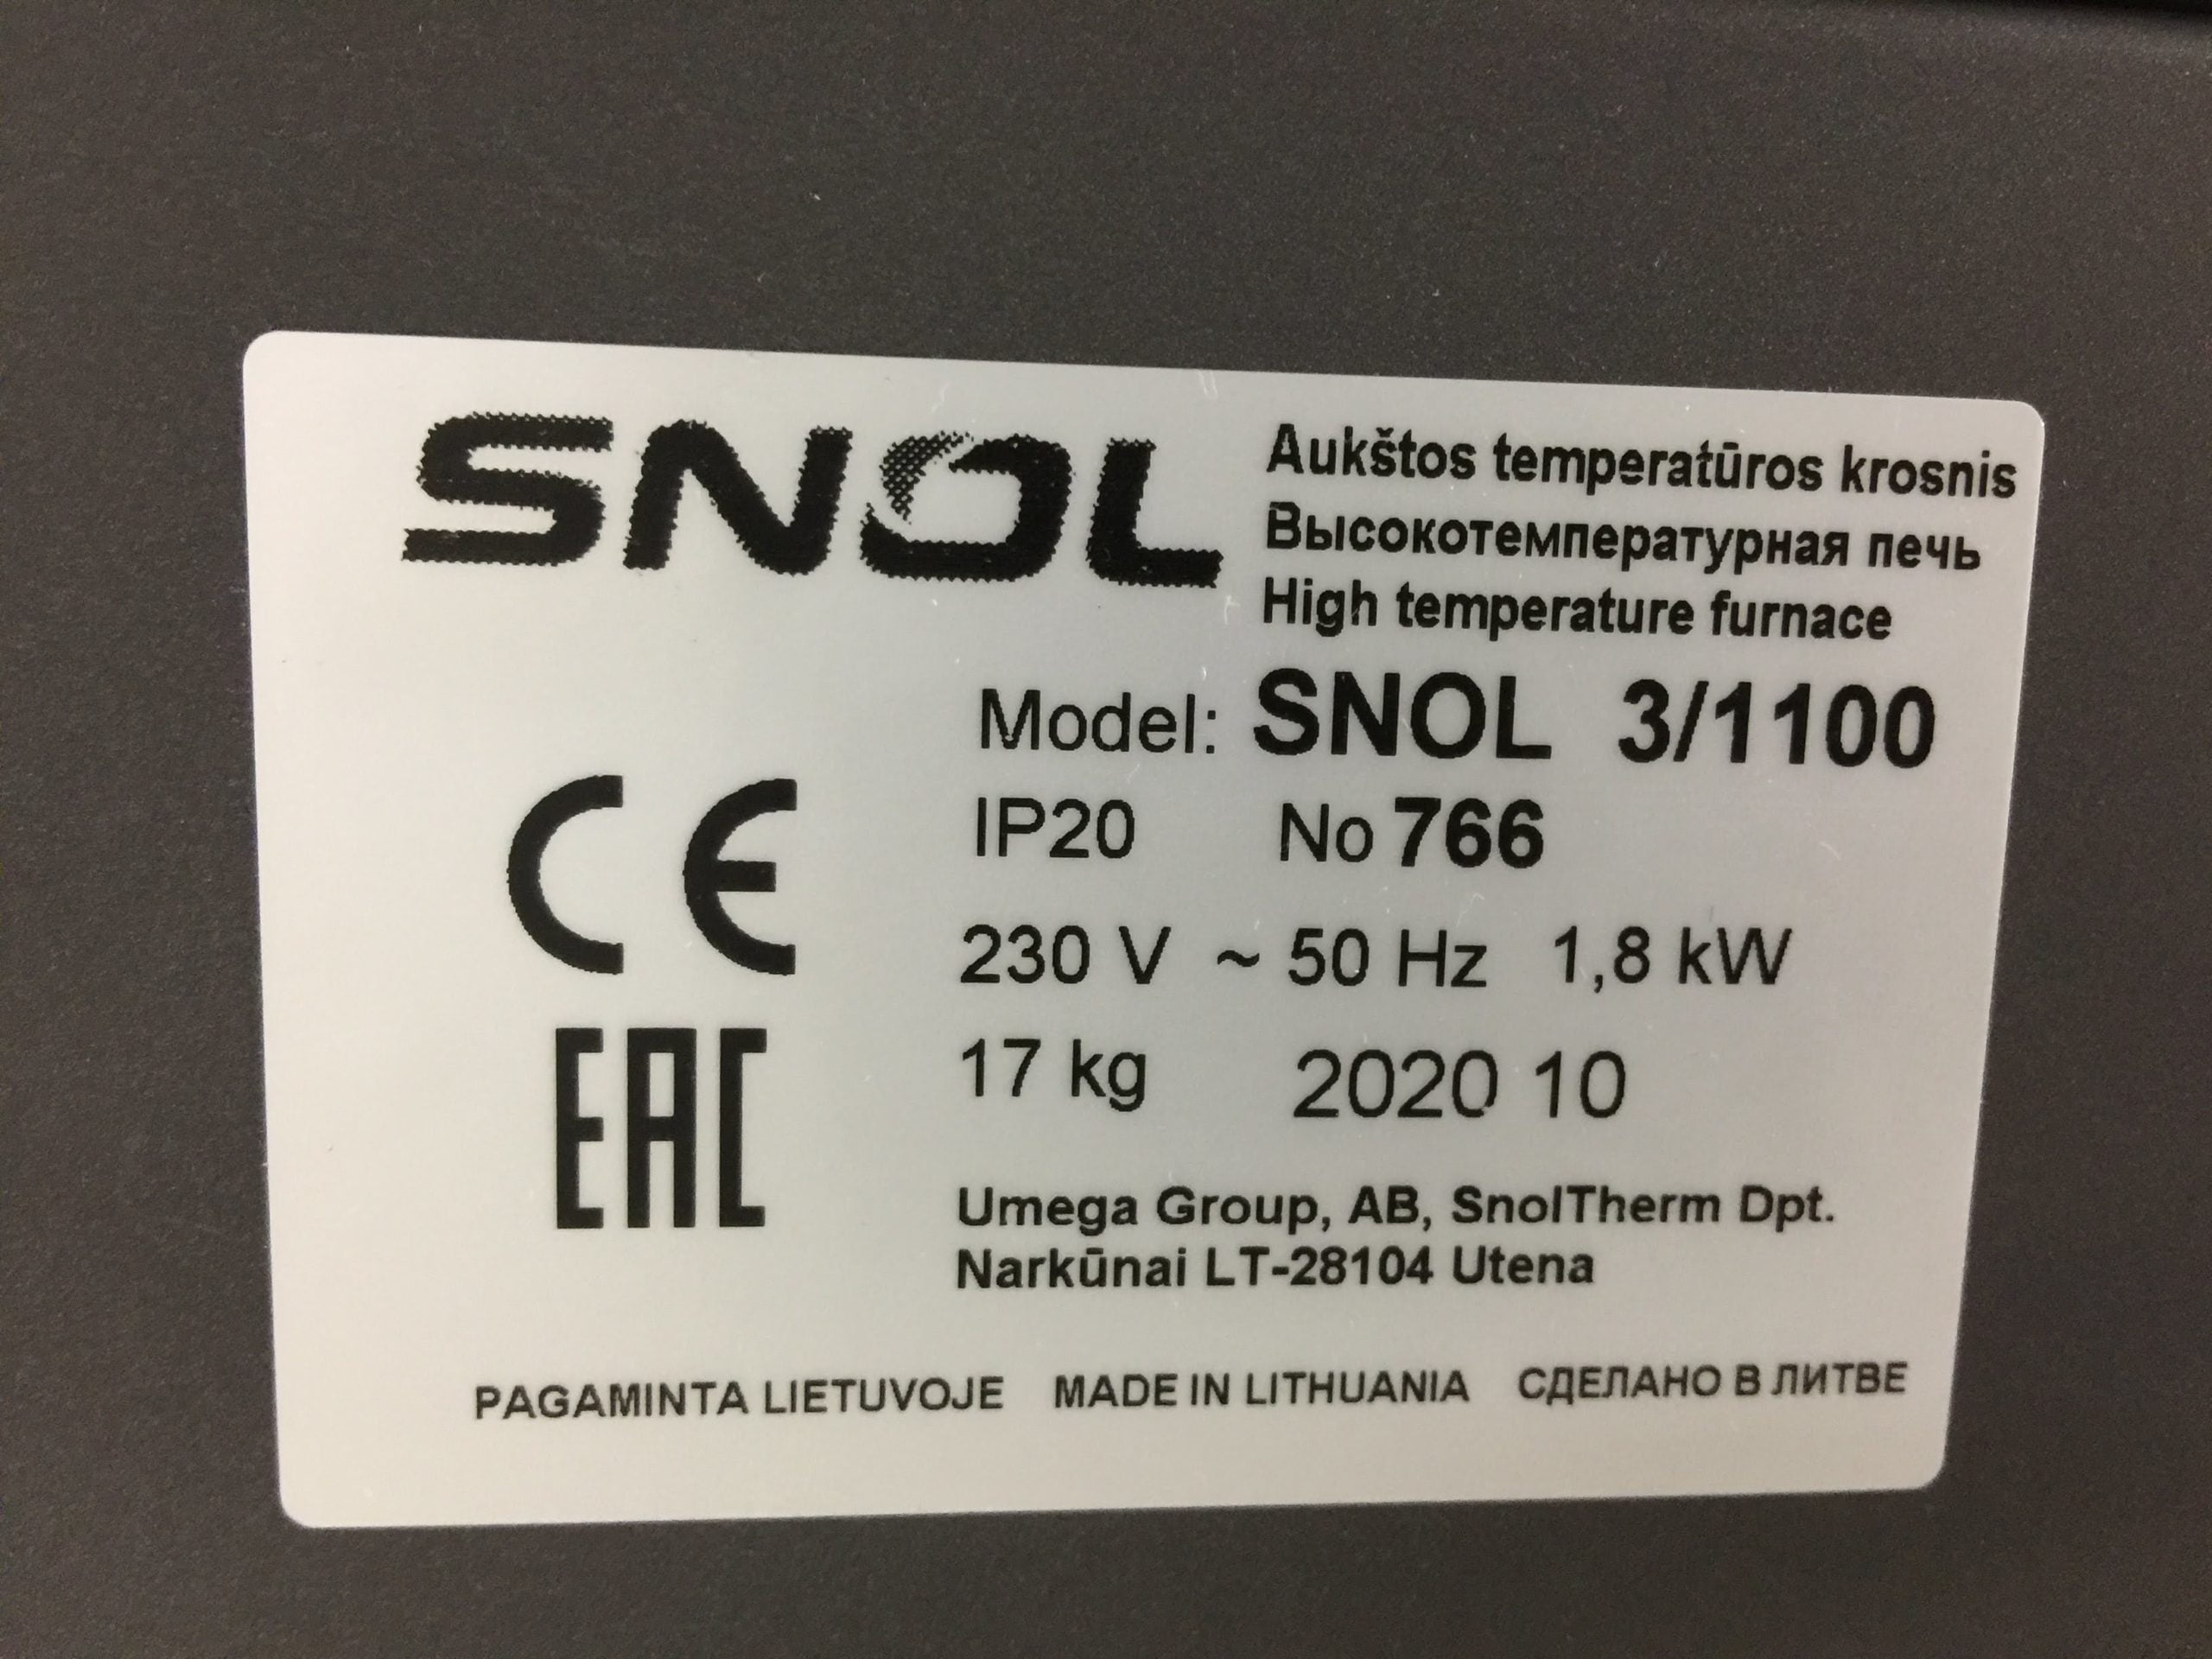 SNOL
Aukštos temperatūros krosnis
Высокотемпературная печь
High temperature furnace
Model: SNOL 3/1100
IP20 No 766
CE
230 V ~ 50 Hz 1,8 kW
EAC
17 kg 2020 10
Umega Group, AB, SnolTherm Dpt.
Narkūnai LT-28104 Utena
PAGAMINTA LIETUVOJE MADE IN LITHUANIA СДЕЛАНО В ЛИТВЕ